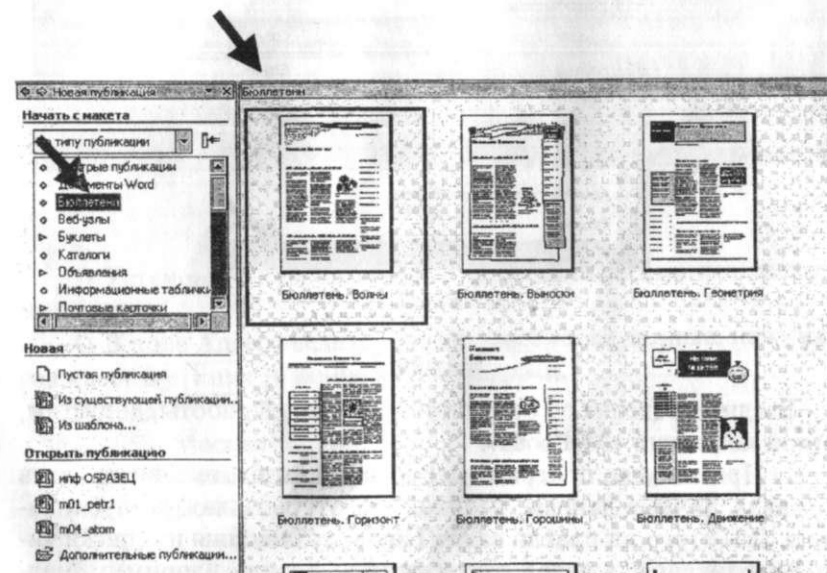 Новая публикация
Начать с макета
типу публикации
Документы Word
Бюллетени
Веб-узлы
Буклеты
Каталоги
Объявления
Информационные таблички
Почтовые карточки
Новая
Пустая публикация
Из существующей публикации...
Из шаблона...
Открыть публикацию
инф ОБРАЗЕЦ
m01_petr1
m04_atom
Дополнительные публикации...
Бюллетени
Бюллетень. Волны
Бюллетень. Выноски
Бюллетень. Геометрия
Бюллетень. Горизонт
Бюллетень. Горошины
Бюллетень. Движение